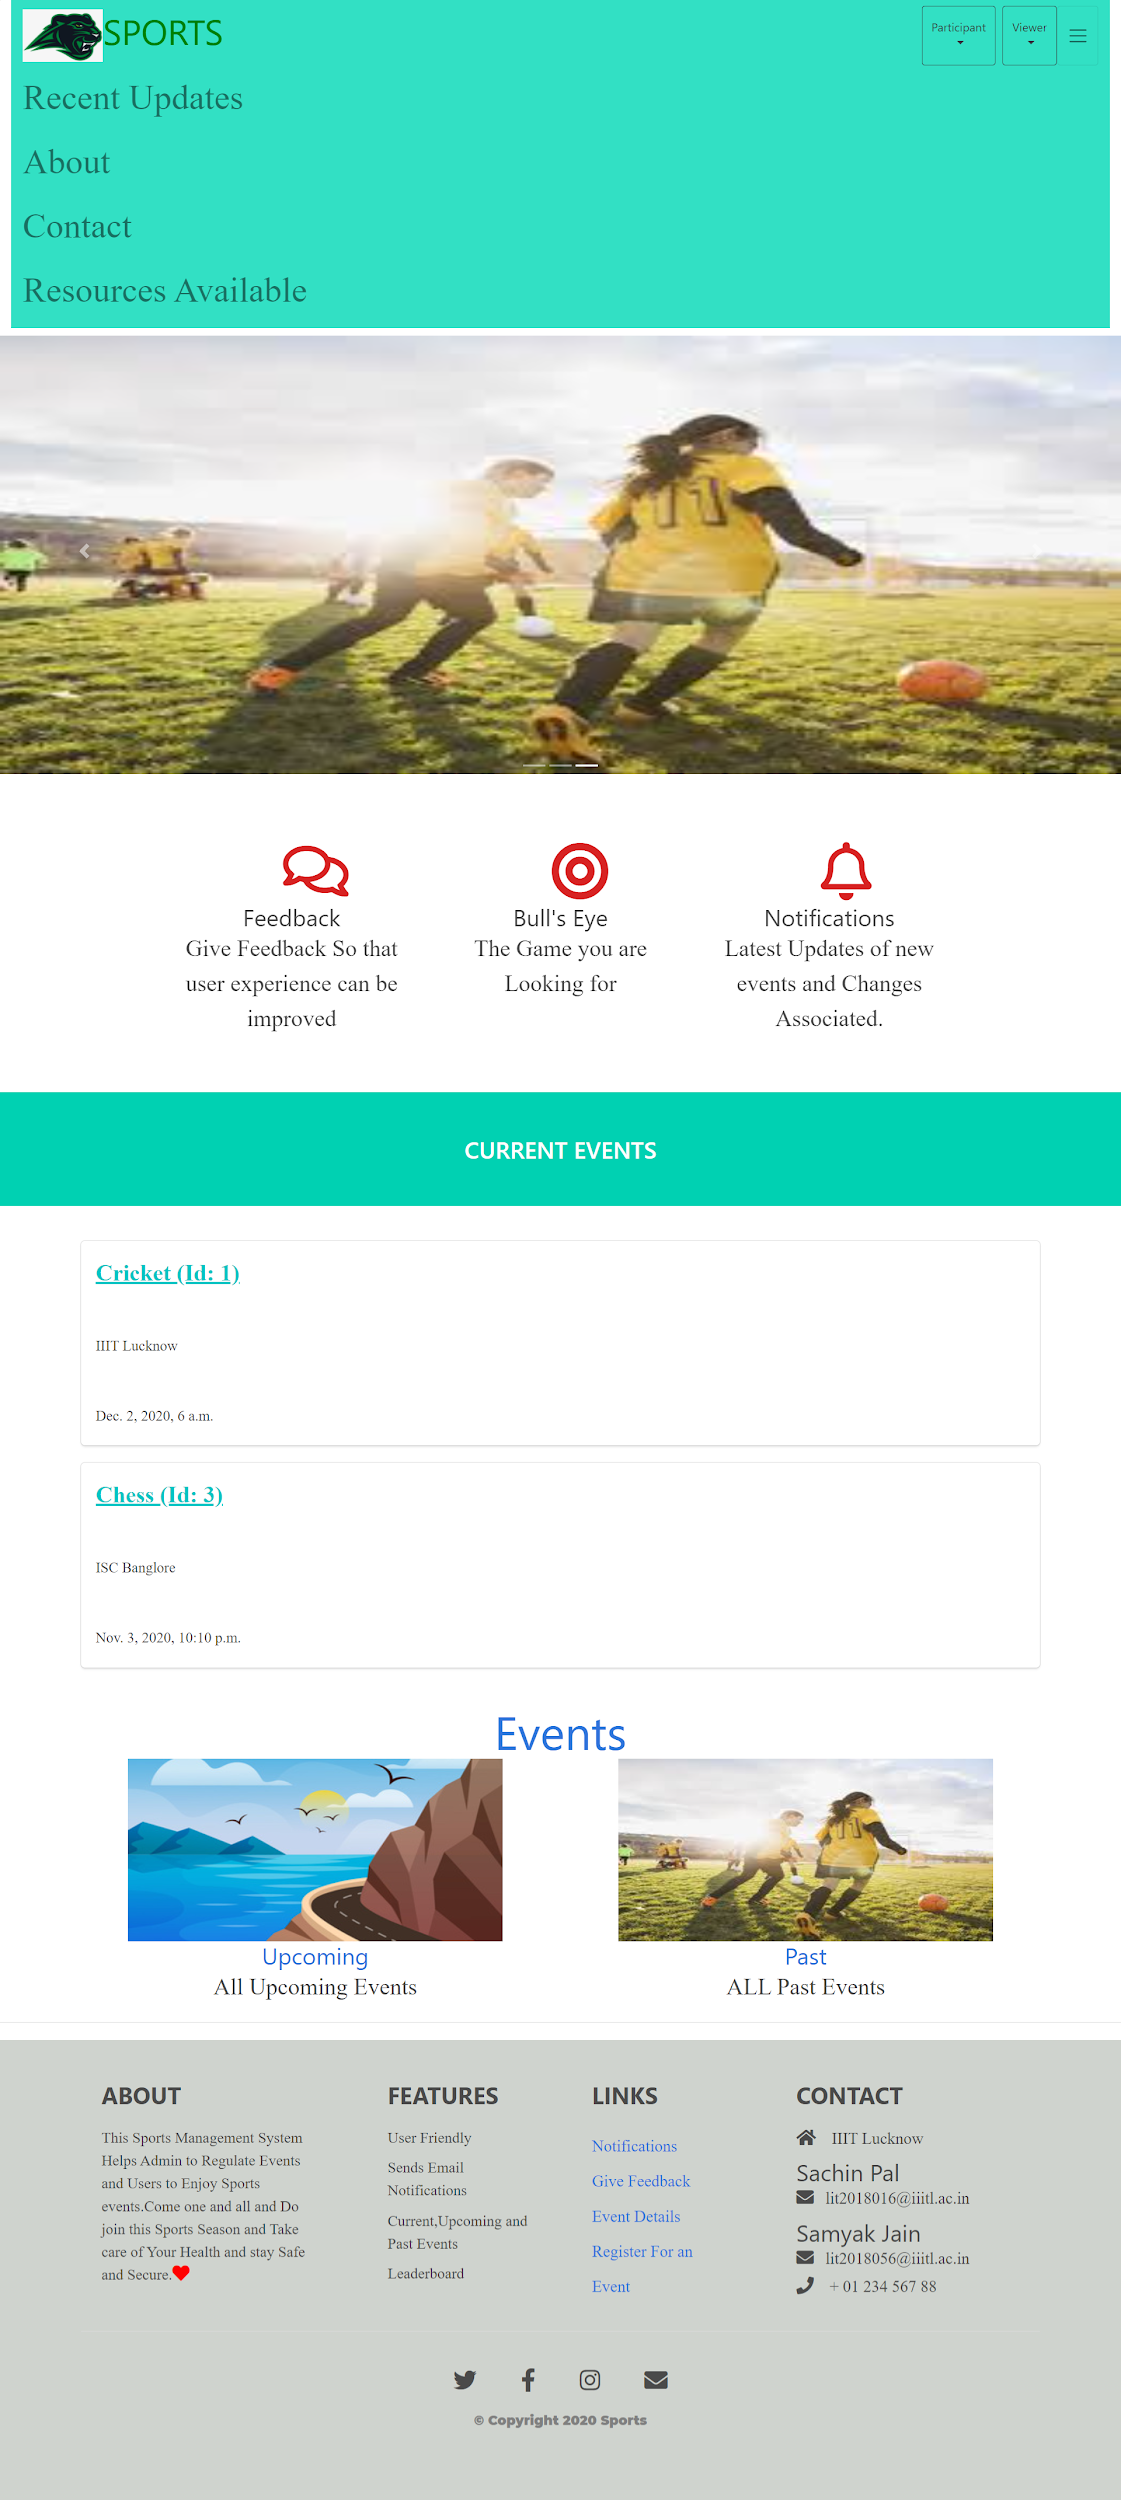 SPORTS
Participant
Viewer
Recent Updates
About
Contact
Resources Available
11
Feedback
Give Feedback So that
user experience can be
improved
Bull's Eye
The Game you are
Looking for
Notifications
Latest Updates of new
events and Changes
Associated.
CURRENT EVENTS
Cricket (Id: 1)
IIIT Lucknow
Dec. 2, 2020, 6 a.m.
Chess (Id: 3)
ISC Banglore
Nov. 3, 2020, 10:10 p.m.
Events
11
Upcoming
All Upcoming Events
Past
ALL Past Events
ABOUT
This Sports Management System
Helps Admin to Regulate Events
and Users to Enjoy Sports
events.Come one and all and Do
join this Sports Season and Take
care of Your Health and stay Safe
and Secure.
FEATURES
User Friendly
Sends Email
Notifications
Current,Upcoming and
Past Events
Leaderboard
LINKS
Notifications
Give Feedback
Event Details
Register For an
Event
CONTACT
IIIT Lucknow
Sachin Pal
lit2018016@iiitl.ac.in
Samyak Jain
lit2018056@iiitl.ac.in
+ 01 234 567 88
© Copyright 2020 Sports